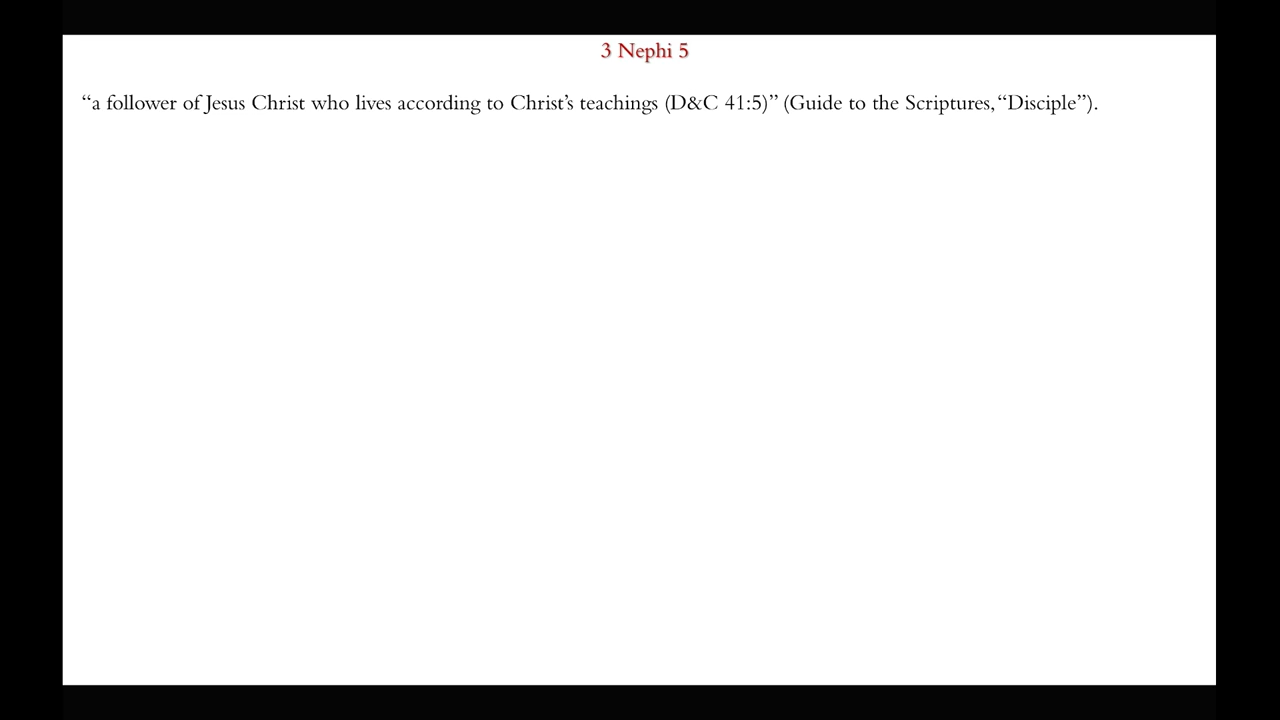 3 Nephi 5
“a follower of Jesus Christ who lives according to Christ’s teachings (D&C 41:5)” (Guide to the Scriptures, “Disciple”).